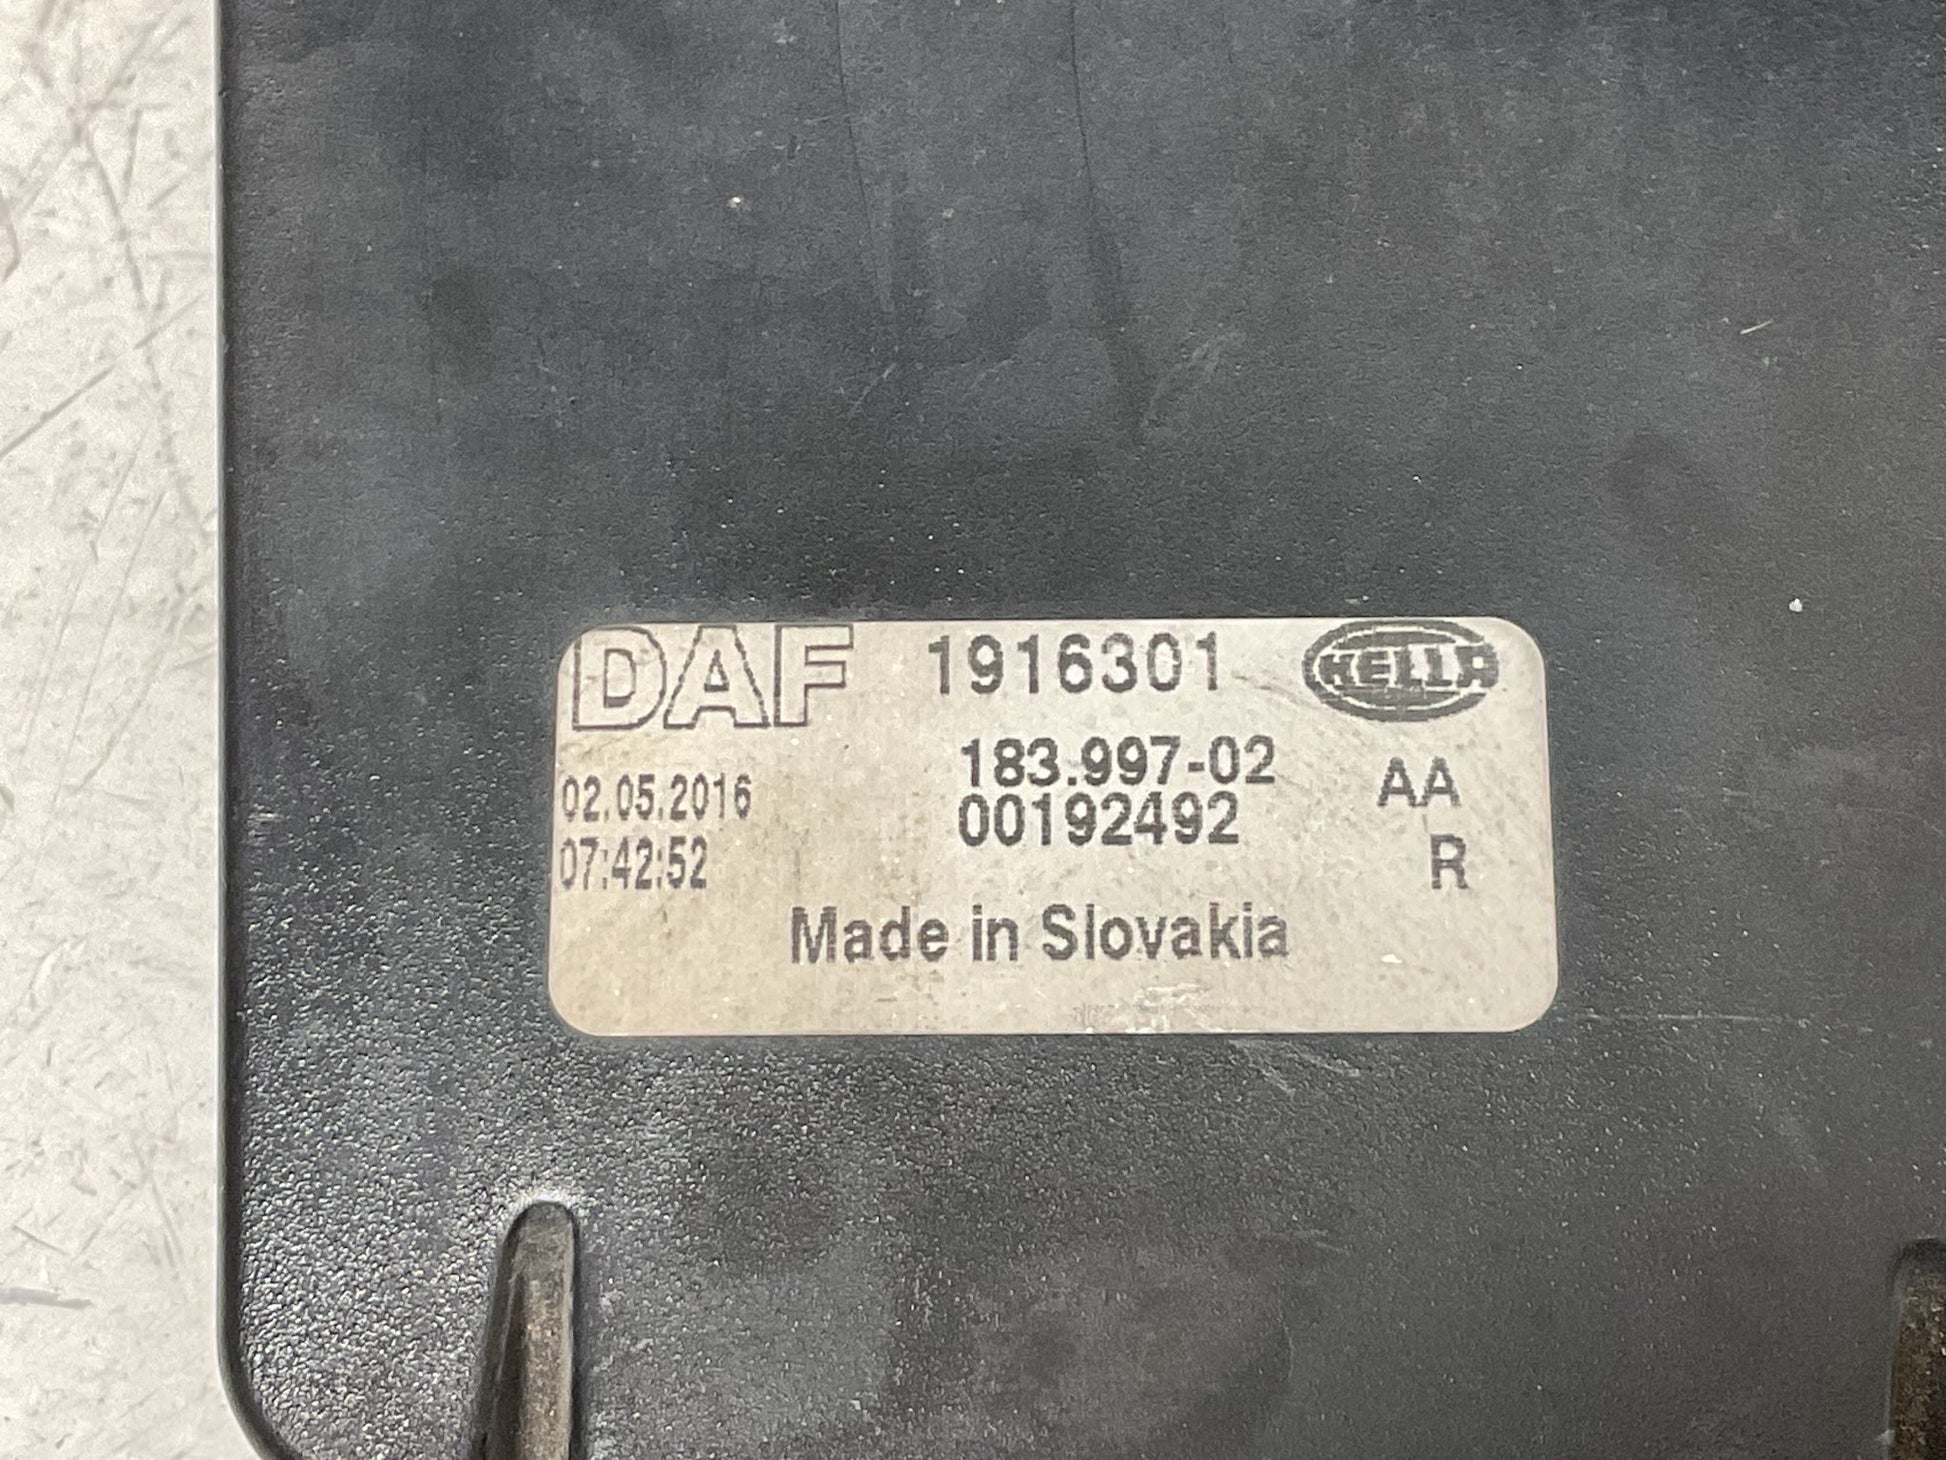 DAF 1916301 HELLA
183.997-02 AA
02.05.2016 00192492
07:42:52 R
Made in Slovakia